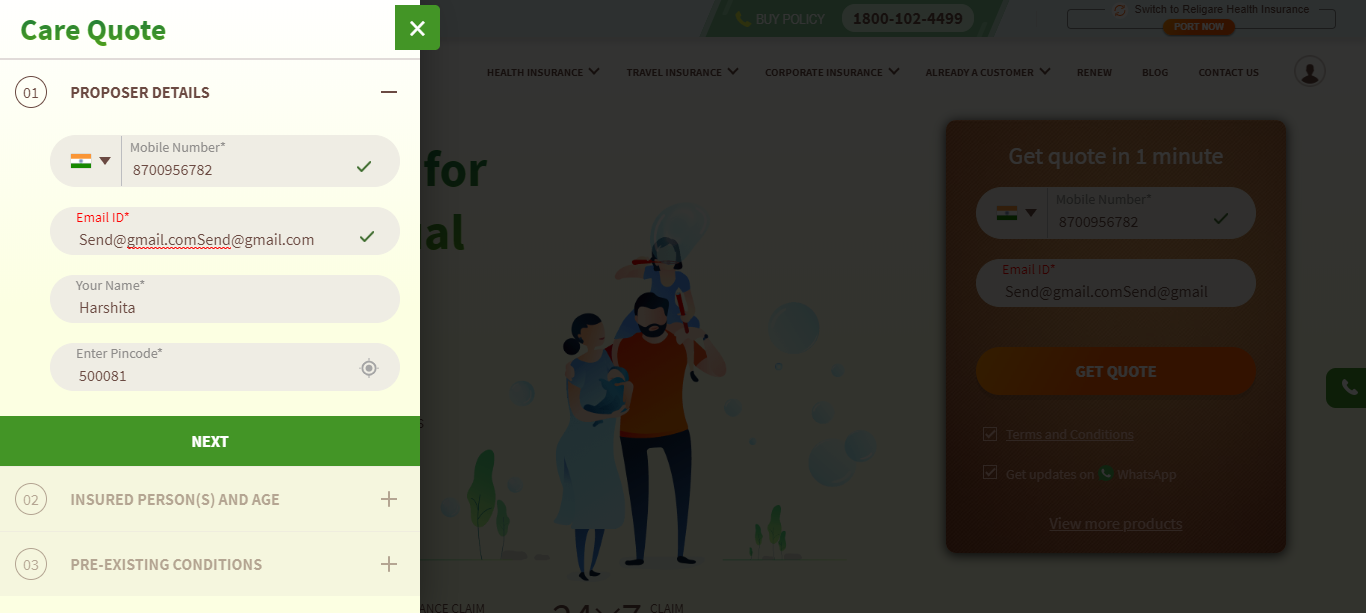 Care Quote
01 PROPOSER DETAILS
Mobile Number*
8700956782
Email ID*
Send@gmail.comSend@gmail.com
Your Name*
Harshita
Enter Pincode*
500081
NEXT
02 INSURED PERSON(S) AND AGE
03 PRE-EXISTING CONDITIONS
BUY POLICY 1800-102-4499
Switch to Religare Health Insurance
PORT NOW
HEALTH INSURANCE TRAVEL INSURANCE CORPORATE INSURANCE ALREADY A CUSTOMER RENEW BLOG CONTACT US
for
al
Get quote in 1 minute
Mobile Number*
8700956782
Email ID*
Send@gmail.comSend@gmail
GET QUOTE
Terms and Conditions
Get updates on WhatsApp
View more products
ANCE CLAIM
24x7 CLAIM